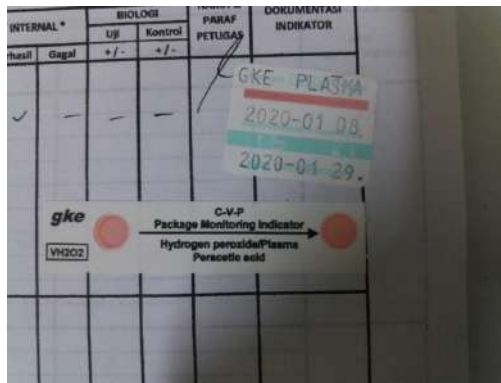 INTERNAL *
BIOLOGI
PARAF
PETUGAS
DOKUMENTASI
INDIKATOR
Uji
Kontrol
Gagal
+/-
+/-
GKE PLASMA
2020-01 08.
2020-01 29.
gke
VH2O2
C-V-P
Package Monitoring Indicator
Hydrogen peroxide/Plasma
Peracetic acid